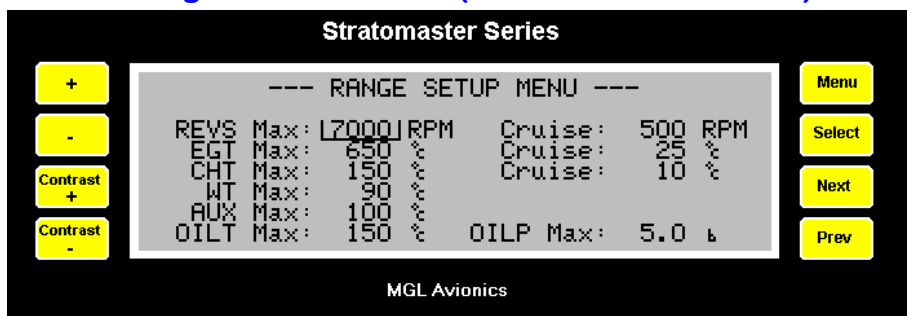 Stratomaster Series
+
-
Contrast +
Contrast -
--- RANGE SETUP MENU ---
REVS Max: 7000 RPM Cruise: 500 RPM
EGT Max: 650 °c Cruise: 25 °c
CHT Max: 150 °c Cruise: 10 °c
WT Max: 90 °c
AUX Max: 100 °c
OILT Max: 150 °c OILP Max: 5.0 b
Menu
Select
Next
Prev
MGL Avionics